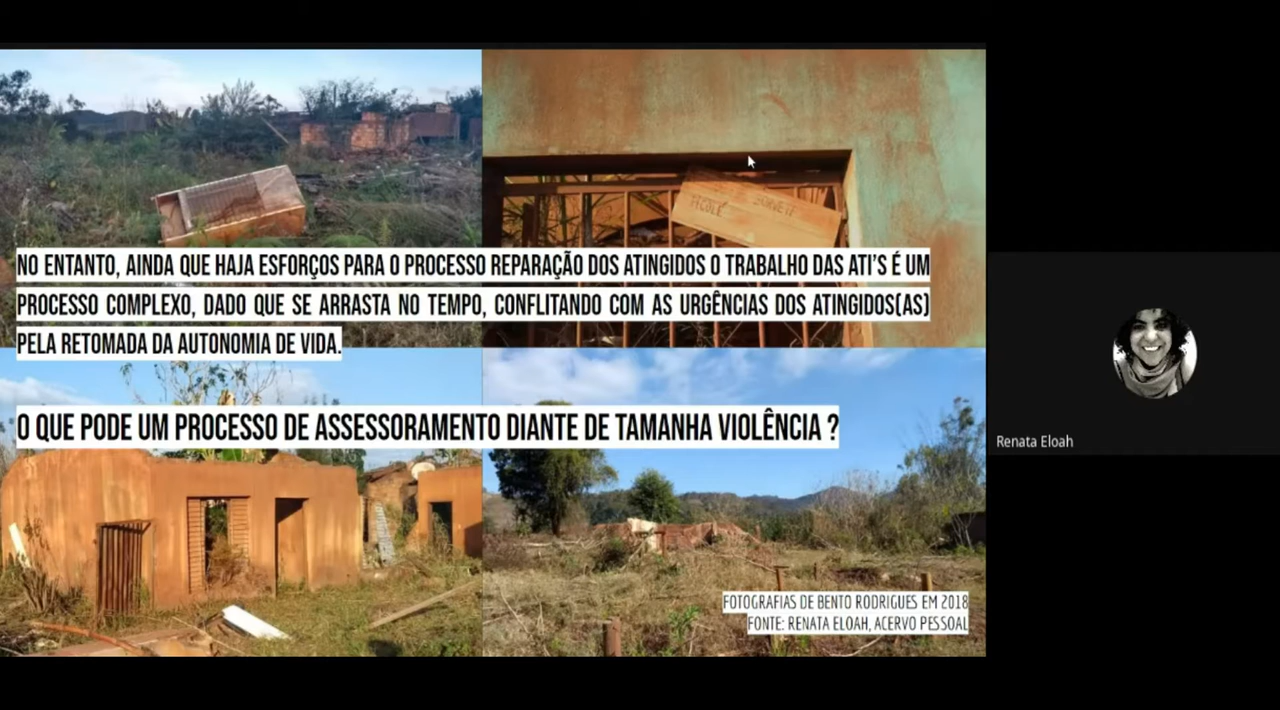 NO ENTANTO, AINDA QUE HAJA ESFORÇOS PARA O PROCESSO REPARAÇÃO DOS ATINGIDOS O TRABALHO DAS ATI'S É UM
PROCESSO COMPLEXO, DADO QUE SE ARRASTA NO TEMPO, CONFLITANDO COM AS URGÊNCIAS DOS ATINGIDOS(AS)
PELA RETOMADA DA AUTONOMIA DE VIDA.
O QUE PODE UM PROCESSO DE ASSESSORAMENTO DIANTE DE TAMANHA VIOLÊNCIA ?
FOTOGRAFIAS DE BENTO RODRIGUES EM 2018
FONTE: RENATA ELOAH, ACERVO PESSOAL
Renata Eloah